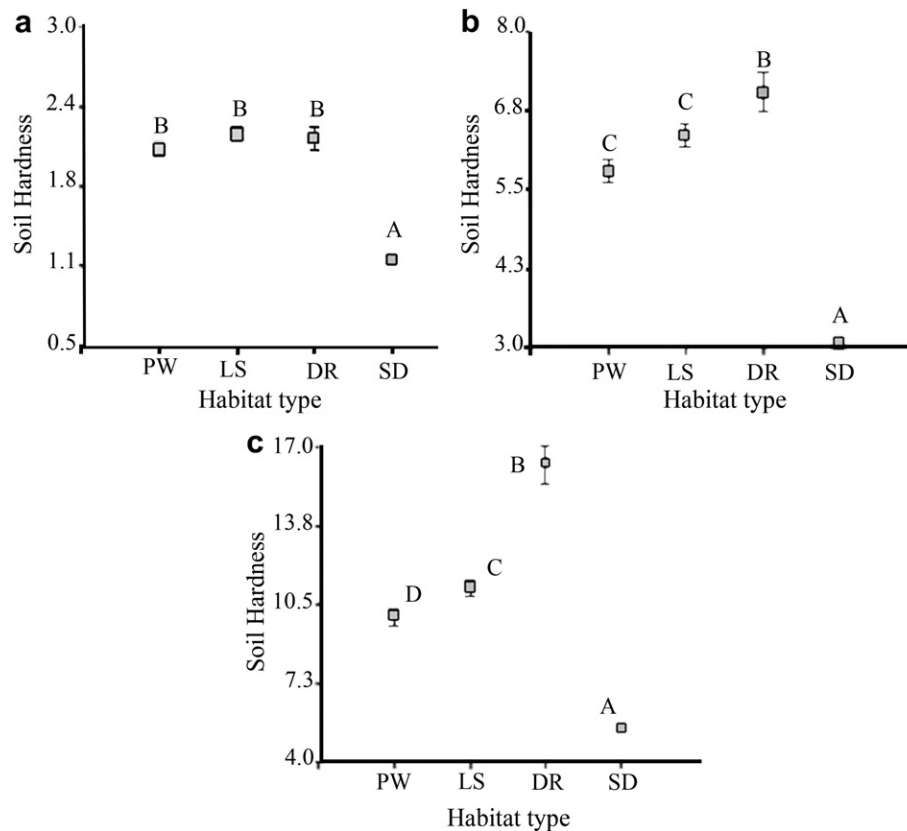 a
3.0
2.4
1.8
1.1
0.5
Soil Hardness
B
B
B
A
PW LS DR SD
Habitat type
b
8.0
6.8
5.5
4.3
3.0
Soil Hardness
C
C
B
A
PW LS DR SD
Habitat type
c
17.0
13.8
10.5
7.3
4.0
Soil Hardness
D
C
B
A
PW LS DR SD
Habitat type